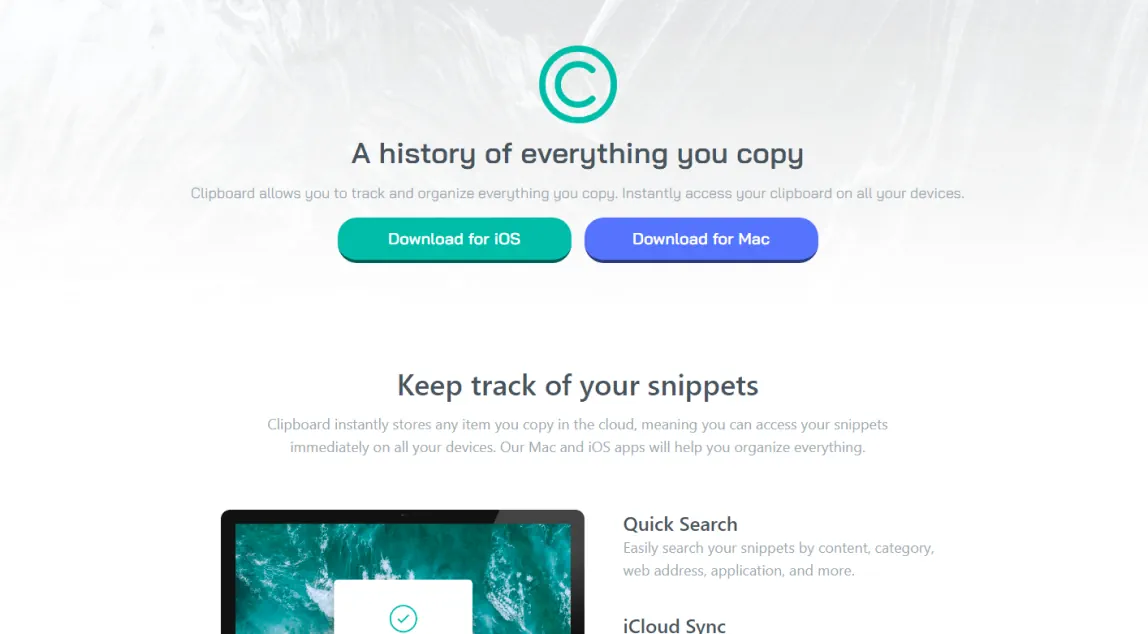 A history of everything you copy
Clipboard allows you to track and organize everything you copy. Instantly access your clipboard on all your devices.
Download for iOS
Download for Mac
Keep track of your snippets
Clipboard instantly stores any item you copy in the cloud, meaning you can access your snippets
immediately on all your devices. Our Mac and iOS apps will help you organize everything.
Quick Search
Easily search your snippets by content, category,
web address, application, and more.
iCloud Sync